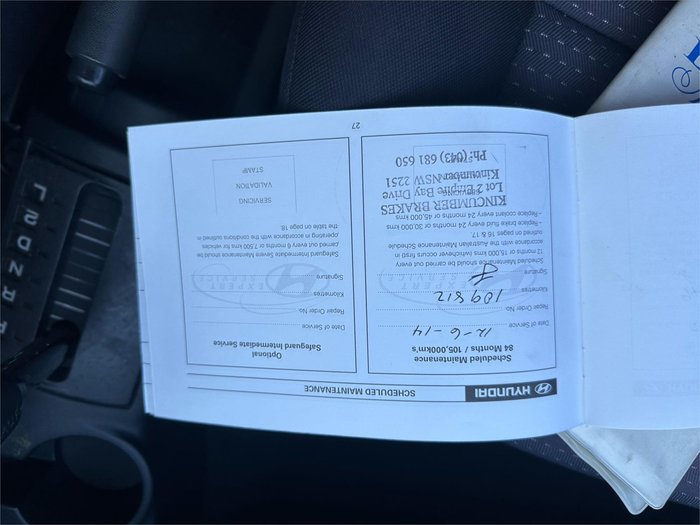 HYUNDAI
SCHEDULED MAINTENANCE
Scheduled Maintenance
84 Months / 105,000km's
Date of Service 12-6-14
Repair Order No.
Kilometres 109812
Signature
Scheduled Maintenance should be carried out every
12 months or 15,000 kms (whichever occurs first) in
accordance with the Australia Maintenance Schedule
outlined on pages 16 & 17
-Replace brake fluid every 24 months or 30,000 kms
-Replace coolant every 24 months or 45,000 kms
KINCUMBER BRAKES
Lot 2 Empire Bay Drive
Kincumber NSW 2251
Ph: (043) 681 650
Optional
Safeguard Intermediate Service
Date of Service
Repair Order No.
Kilometres
Signature
Safeguard Intermediate Service Maintenance should be
carried out every 6 months or 7,500 kms for vehicles
operating in accordance with the conditions outlined in
the table on page 18
SERVICING
VALIDATION
STAMP
EXPERT
27
P
R
N
D
2
L